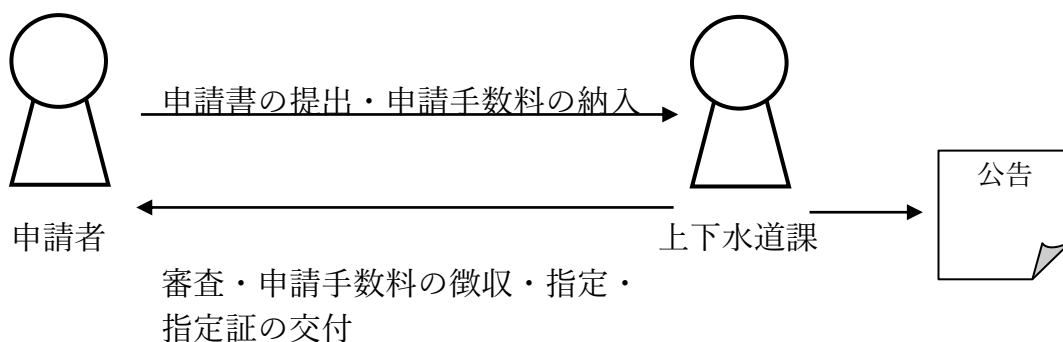 申請書の提出・申請手数料の納入
公告
申請者
上下水道課
審査・申請手数料の徴収・指定・
指定証の交付